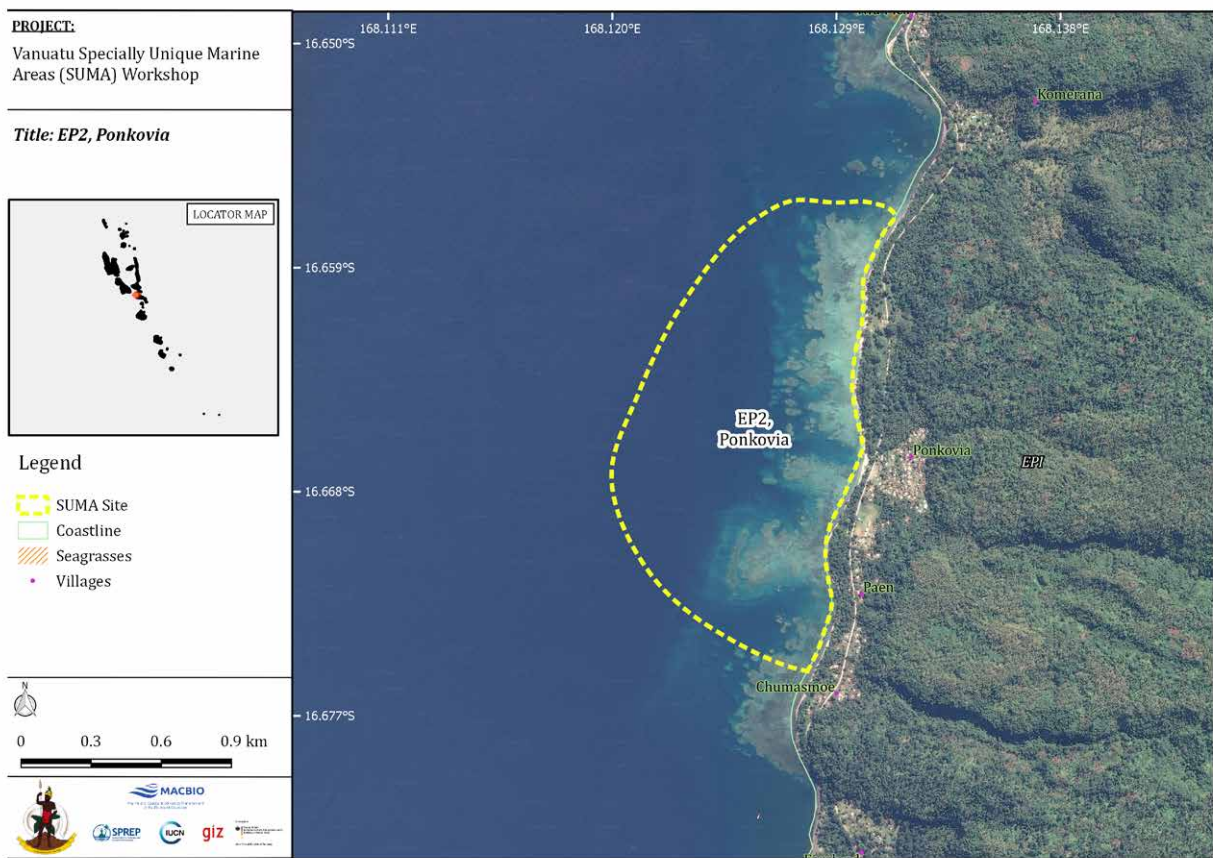 PROJECT:
Vanuatu Specially Unique Marine
Areas (SUMA) Workshop
Title: EP2, Ponkovia
LOCATOR MAP
Legend
SUMA Site
Coastline
Seagrasses
Villages
N
0 0.3 0.6 0.9 km
MACBIO
SPREP
IUCN
giz
168.111°E 168.120°E 168.129°E 168.138°E
16.650°S
Komerana
16.659°S
EP2,
Ponkovia
Ponkovia
EPI
16.668°S
Paen
Chumasinoe
16.677°S